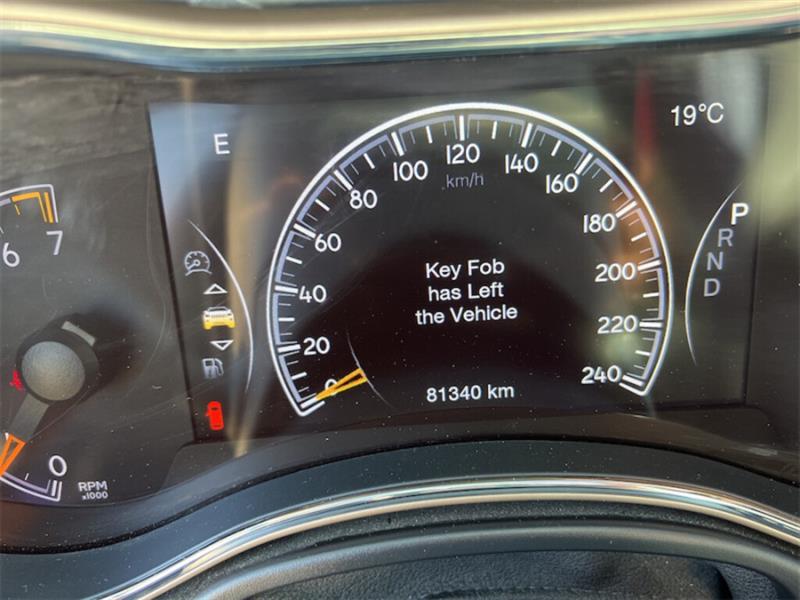 E
19°C
0
20
40
60
80
100
120
140
160
180
200
220
240
km/h
Key Fob
has Left
the Vehicle
81340 km
P
R
N
D
6
7
0
RPM
x1000